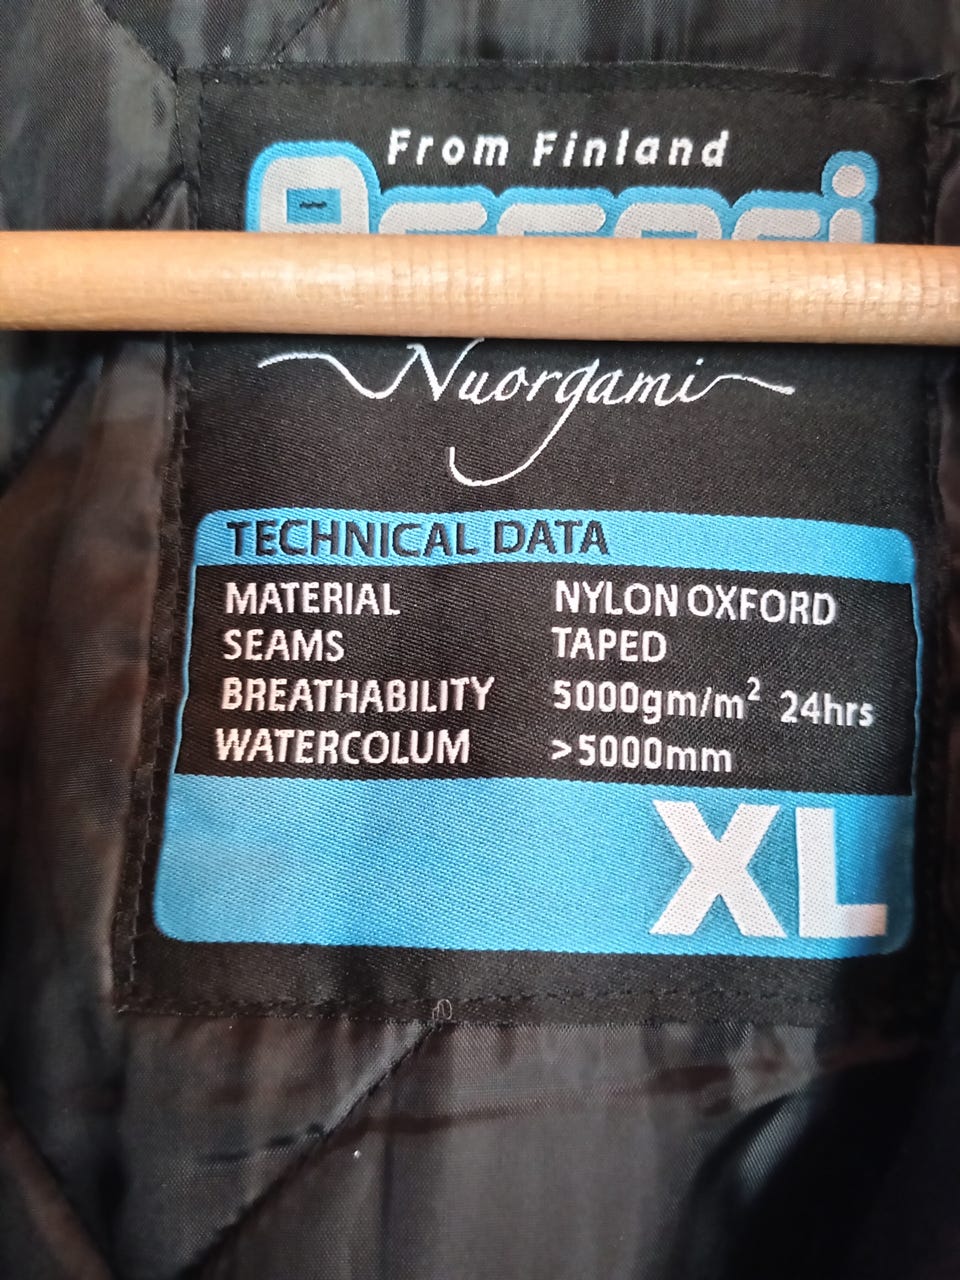 From Finland
Nuorgami
TECHNICAL DATA
MATERIAL NYLON OXFORD
SEAMS TAPED
BREATHABILITY 5000gm/m² 24hrs
WATERCOLUM >5000mm
XL